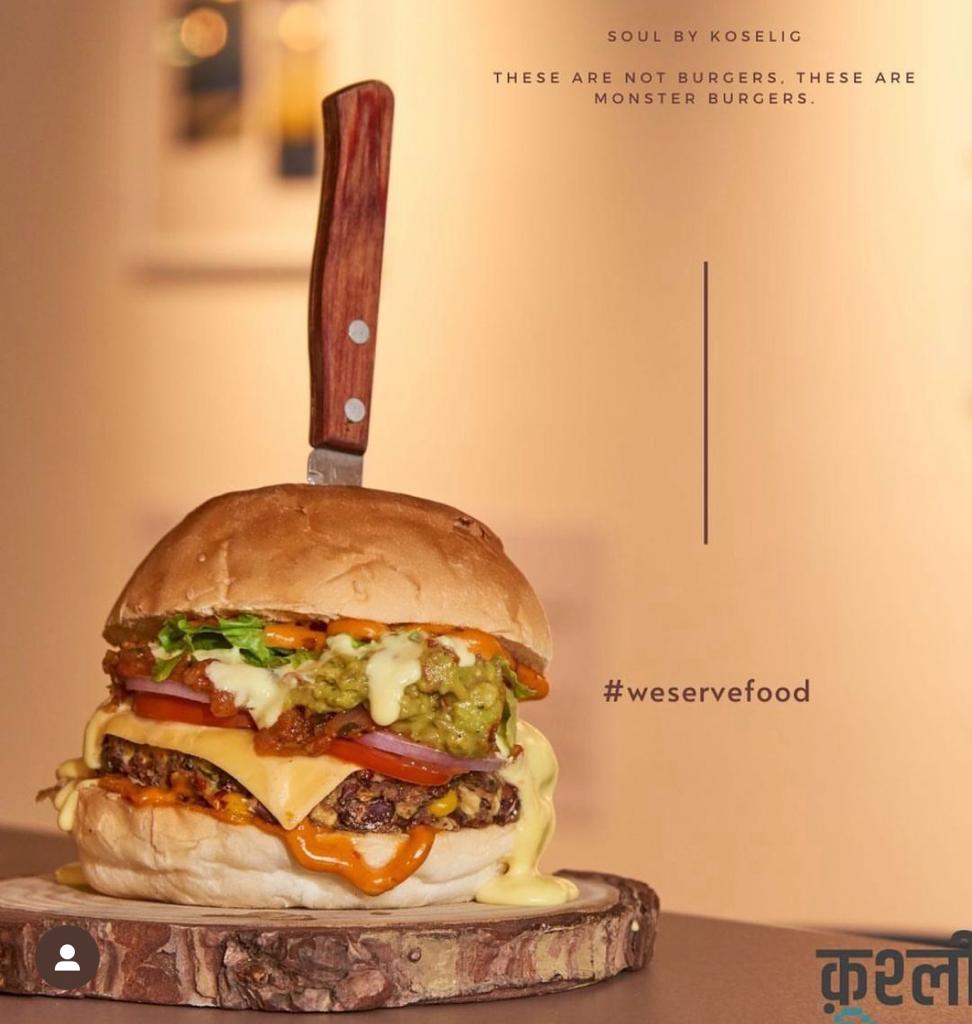 SOUL BY KOSELIG
THESE ARE NOT BURGERS, THESE ARE
MONSTER BURGERS.
#weservefood